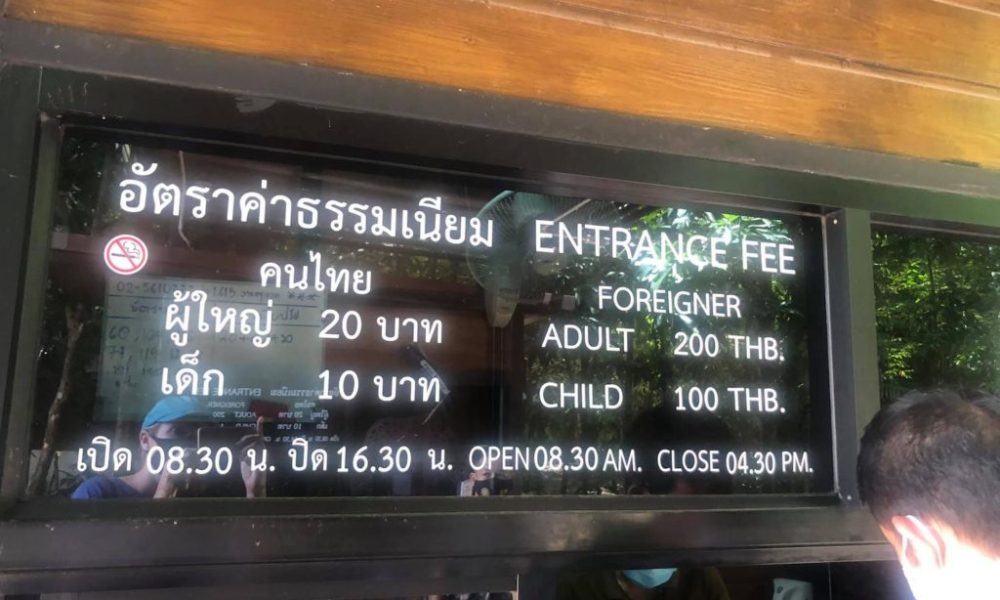 อัตราค่าธรรมเนียม
คนไทย
ผู้ใหญ่ 20 บาท
เด็ก 10 บาท
เปิด 08.30 น. ปิด 16.30 น.
ENTRANCE FEE
FOREIGNER
ADULT 200 THB.
CHILD 100 THB.
OPEN 08.30 AM. CLOSE 04.30 PM.